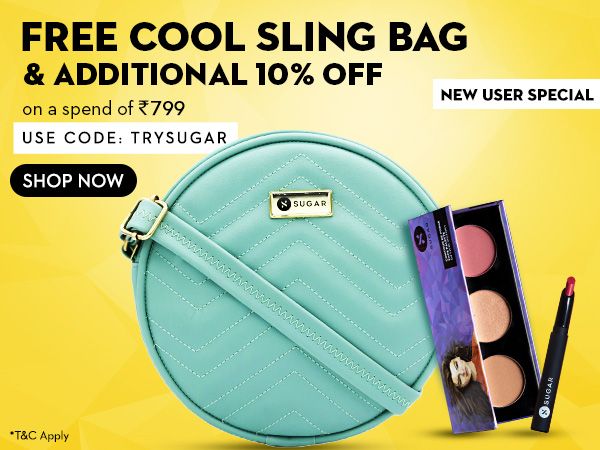 FREE COOL SLING BAG
& ADDITIONAL 10% OFF
on a spend of ₹799
NEW USER SPECIAL
USE CODE: TRYSUGAR
SHOP NOW
SUGAR
SUGAR
*T&C Apply